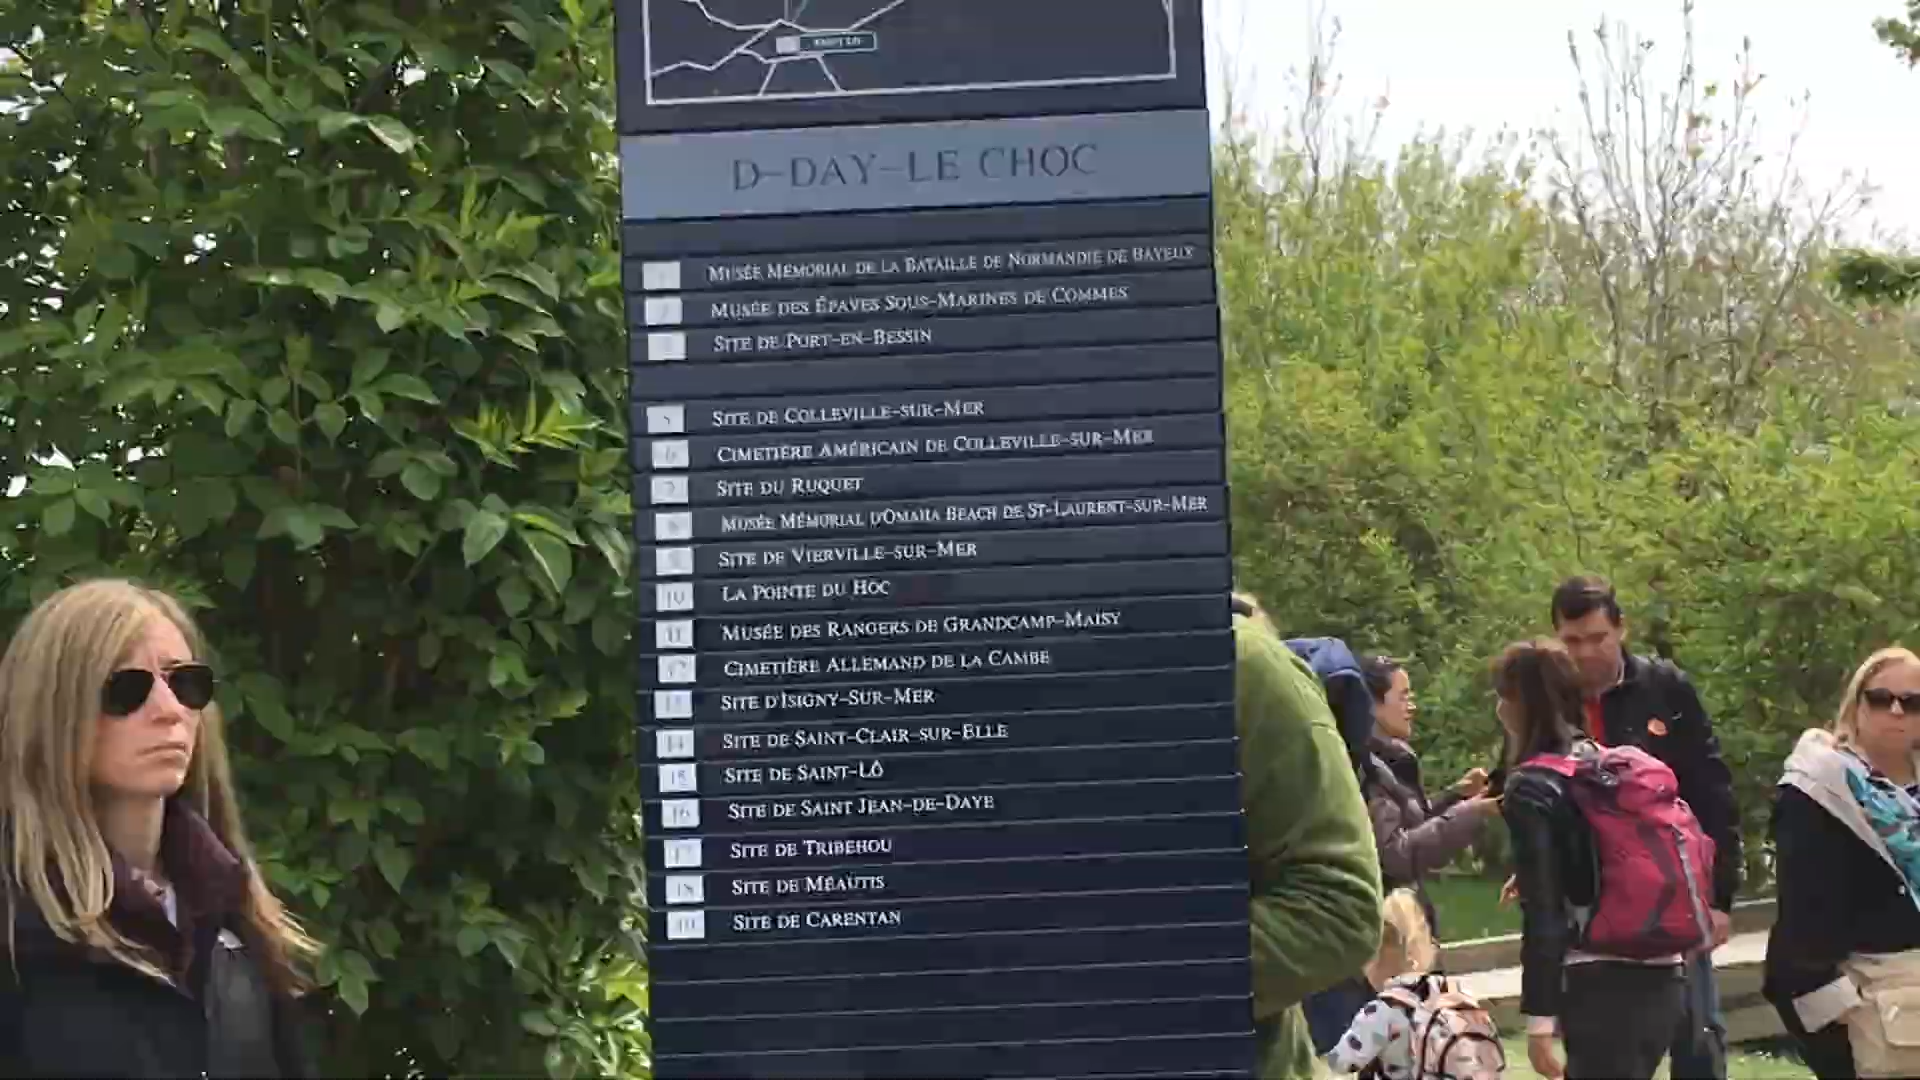 D-DAY-LE CHOC
1 MUSÉE MÉMORIAL DE LA BATAILLE DE NORMANDIE DE BAYEUX
2 MUSÉE DES ÉPAVES SOUS-MARINES DE COMMES
SITE DE PORT-EN-BESSIN
5 SITE DE COLLEVILLE-SUR-MER
6 CIMETIÈRE AMÉRICAIN DE COLLEVILLE-SUR-MER
7 SITE DU RUQUET
8 MUSÉE MÉMORIAL D'OMAHA BEACH DE ST-LAURENT-SUR-MER
9 SITE DE VIERVILLE-SUR-MER
10 LA POINTE DU HOC
11 MUSÉE DES RANGERS DE GRANDCAMP-MAISY
12 CIMETIÈRE ALLEMAND DE LA CAMBE
13 SITE D'ISIGNY-SUR-MER
14 SITE DE SAINT-CLAIR-SUR-ELLE
15 SITE DE SAINT-LÔ
16 SITE DE SAINT JEAN-DE-DAYE
17 SITE DE TRIBEHOU
18 SITE DE MÉAUTIS
SITE DE CARENTAN